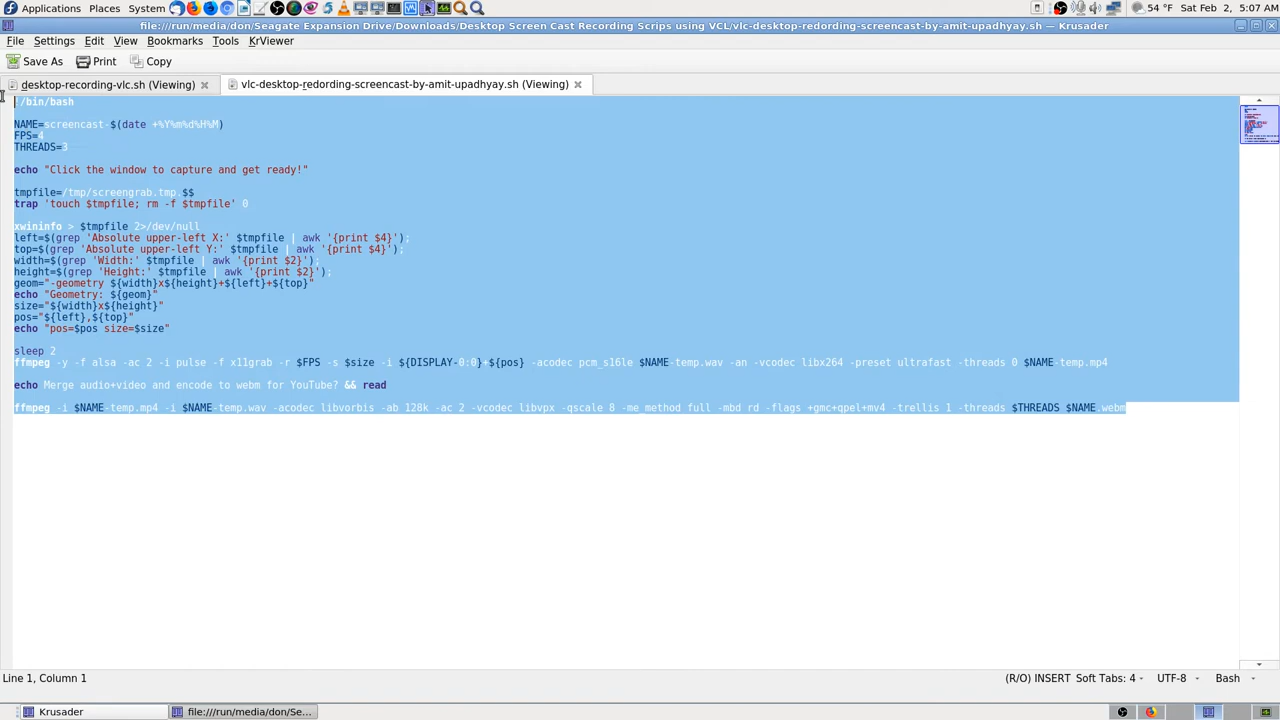 Applications Places System 54 °F Sat Feb 2, 5:07 AM
file:///run/media/don/Seagate Expansion Drive/Downloads/Desktop Screen Cast Recording Scrips using VCL/vlc-desktop-redording-screencast-by-amit-upadhyay.sh — Krusader
File Settings Edit View Bookmarks Tools KrViewer
Save As Print Copy
desktop-recording-vlc.sh (Viewing) vlc-desktop-redording-screencast-by-amit-upadhyay.sh (Viewing)
!/bin/bash
NAME=screencast-$(date +%Y%m%d%H%M)
FPS=4
THREADS=3
echo "Click the window to capture and get ready!"
tmpfile=/tmp/screengrab.tmp.$$
trap 'touch $tmpfile; rm -f $tmpfile' 0
xwininfo > $tmpfile 2>/dev/null
left=$(grep 'Absolute upper-left X:' $tmpfile | awk '{print $4}');
top=$(grep 'Absolute upper-left Y:' $tmpfile | awk '{print $4}');
width=$(grep 'Width:' $tmpfile | awk '{print $2}');
height=$(grep 'Height:' $tmpfile | awk '{print $2}');
geom="-geometry ${width}x${height}+${left}+${top}"
echo "Geometry: ${geom}"
size="${width}x${height}"
pos="${left},${top}"
echo "pos=$pos size=$size"
sleep 2
ffmpeg -y -f alsa -ac 2 -i pulse -f x11grab -r $FPS -s $size -i ${DISPLAY-0:0}+${pos} -acodec pcm_s16le $NAME-temp.wav -an -vcodec libx264 -preset ultrafast -threads 0 $NAME-temp.mp4
echo Merge audio+video and encode to webm for YouTube? && read
ffmpeg -i $NAME-temp.mp4 -i $NAME-temp.wav -acodec libvorbis -ab 128k -ac 2 -vcodec libvpx -qscale 8 -me_method full -mbd rd -flags +gmc+qpel+mv4 -trellis 1 -threads $THREADS $NAME.webm
Line 1, Column 1 (R/O) INSERT Soft Tabs: 4 UTF-8 Bash
Krusader file:///run/media/don/Se...